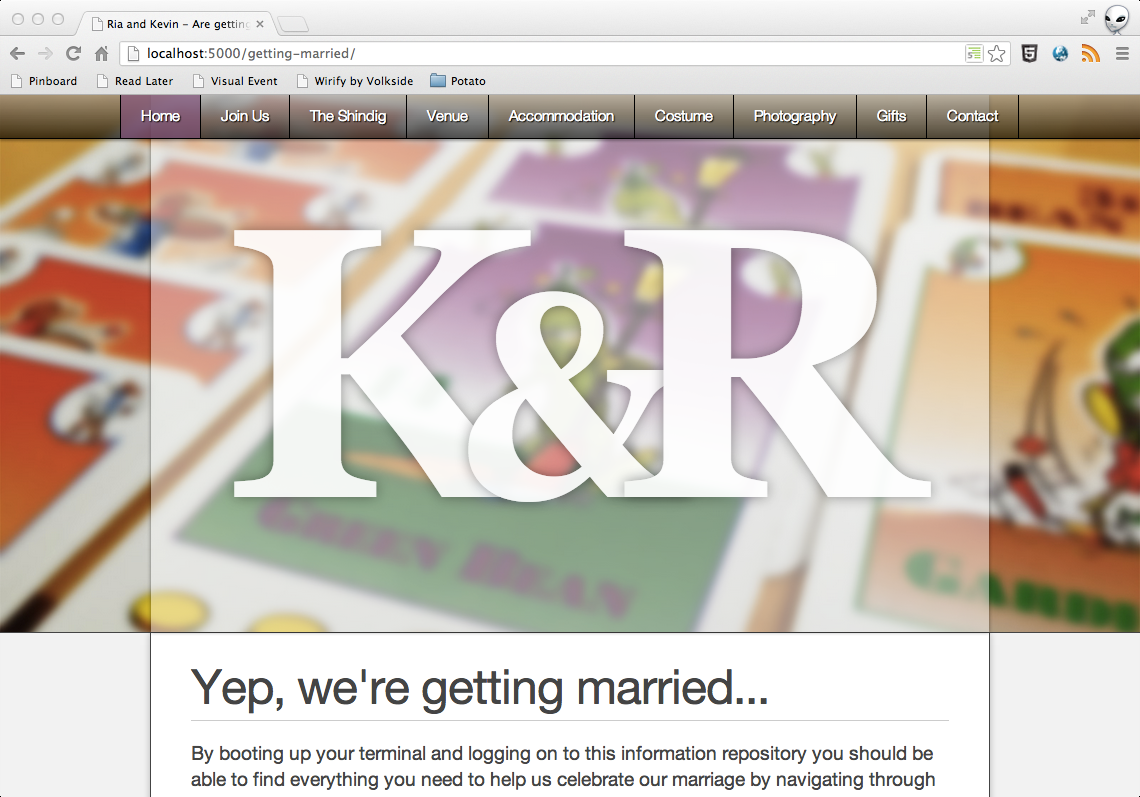 Ria and Kevin – Are getting
localhost:5000/getting-married/
Pinboard Read Later Visual Event Wirify by Volkside Potato
Home Join Us The Shindig Venue Accommodation Costume Photography Gifts Contact
K&R
GREEN BEAN
Yep, we're getting married...
By booting up your terminal and logging on to this information repository you should be
able to find everything you need to help us celebrate our marriage by navigating through